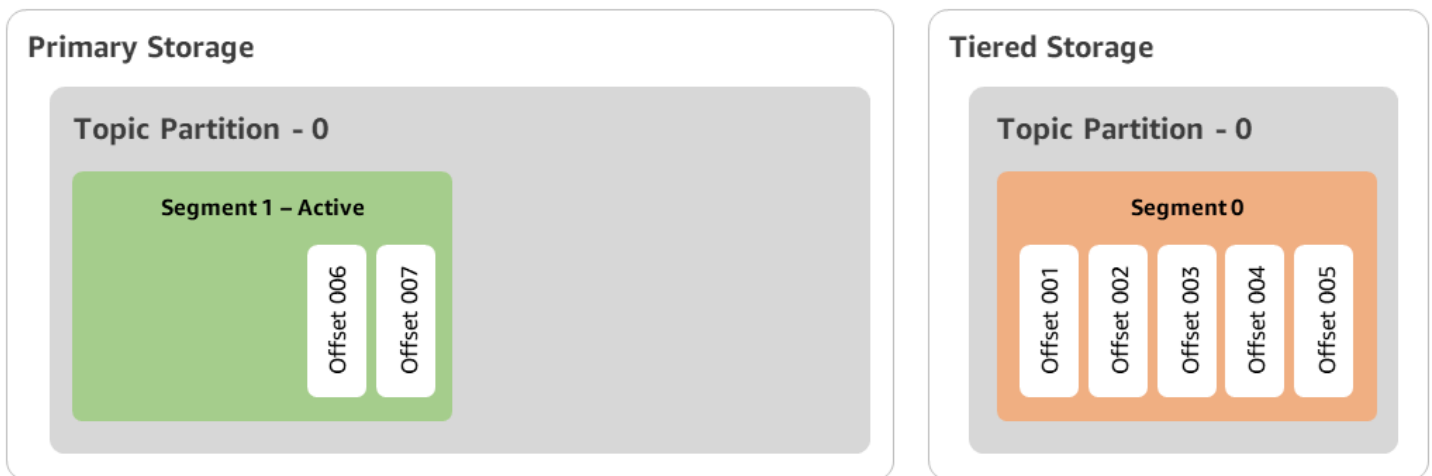 Primary Storage
Topic Partition - 0
Segment 1 – Active
Offset 006
Offset 007
Tiered Storage
Topic Partition - 0
Segment 0
Offset 001
Offset 002
Offset 003
Offset 004
Offset 005